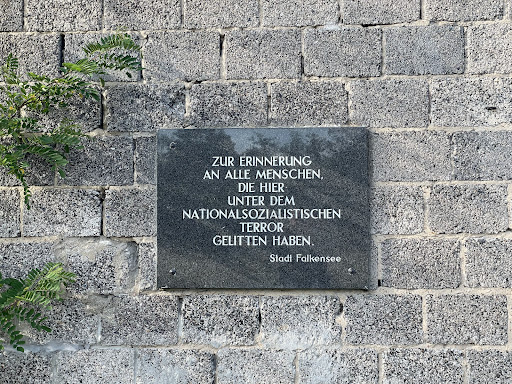 ZUR ERINNERUNG
AN ALLE MENSCHEN,
DIE HIER
UNTER DEM
NATIONALSOZIALISTISCHEN
TERROR
GELITTEN HABEN.
Stadt Falkensee